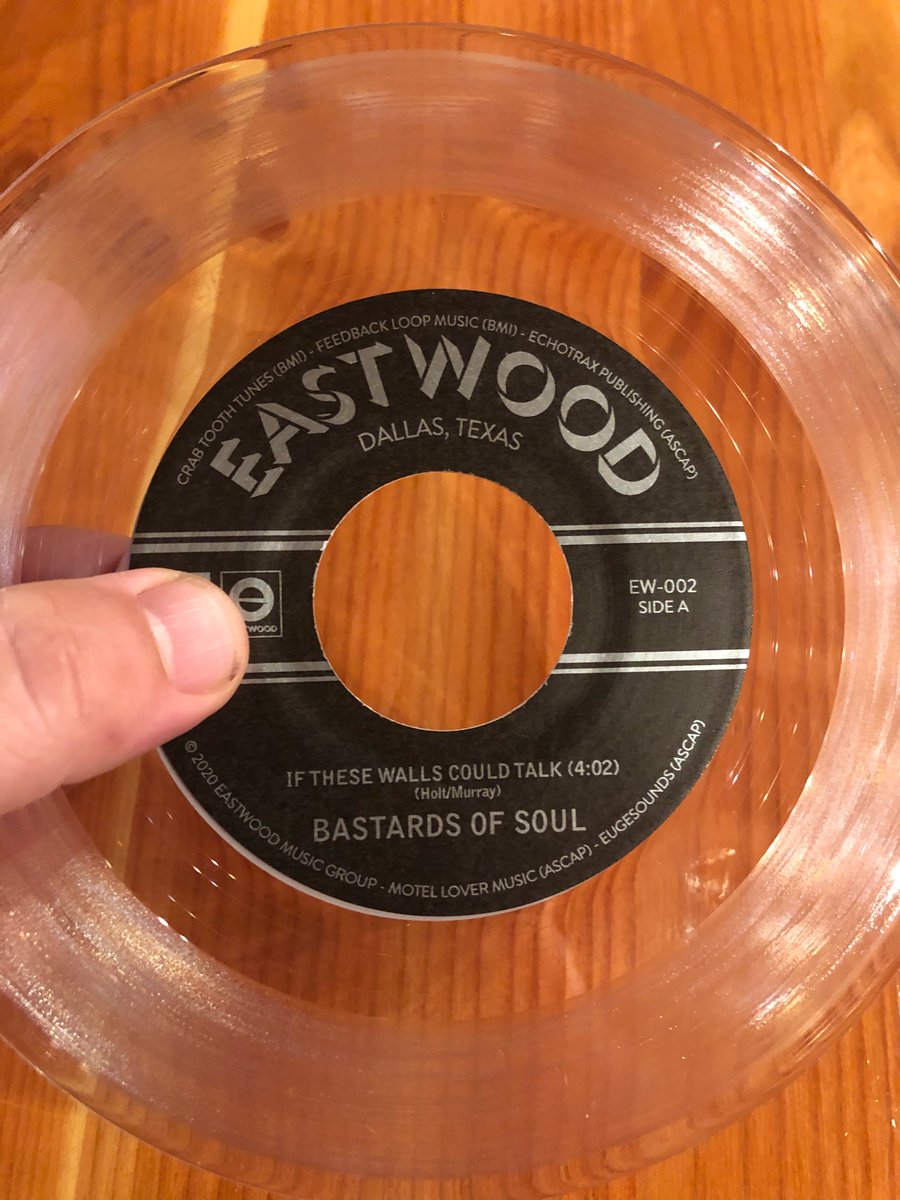 CRAB TOOTH TUNES (BMI) - FEEDBACK LOOP MUSIC (BMI) - ECHOTRAX PUBLISHING (ASCAP)
EASTWOOD
DALLAS, TEXAS
EW-002
SIDE A
IF THESE WALLS COULD TALK (4:02)
(Holt/Murray)
BASTARDS OF SOUL
© 2020 EASTWOOD MUSIC GROUP - MOTEL LOVER MUSIC (ASCAP) - EUGESOUNDS (ASCAP)